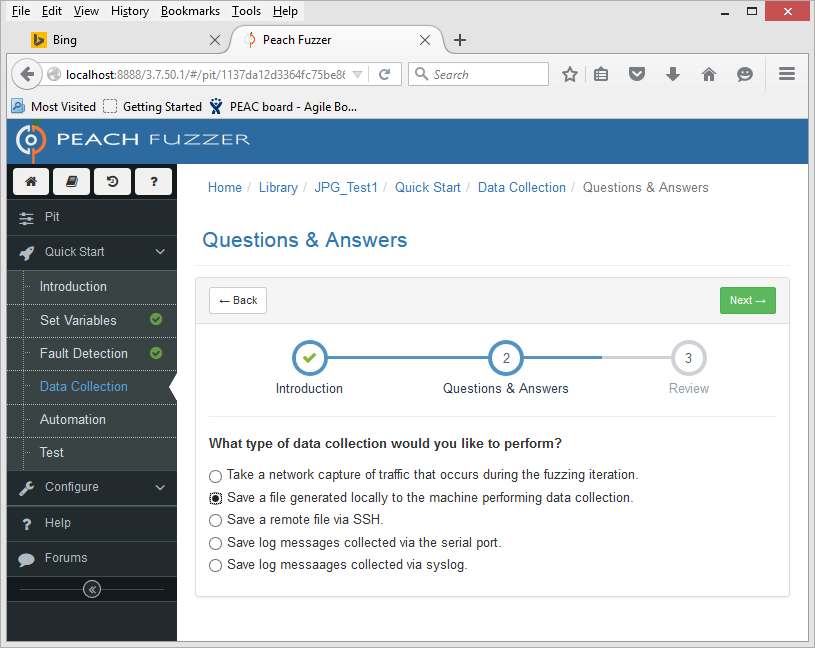 File Edit View History Bookmarks Tools Help
Bing
Peach Fuzzer
localhost:8888/3.7.50.1/#/pit/1137da12d3364fc75be86
Search
Most Visited Getting Started PEAC board - Agile Bo...
PEACH FUZZER
?
Home / Library / JPG_Test1 / Quick Start / Data Collection / Questions & Answers
Pit
Quick Start
Introduction
Set Variables
Fault Detection
Data Collection
Automation
Test
Configure
? Help
Forums
Questions & Answers
← Back
Next →
2
3
Introduction
Questions & Answers
Review
What type of data collection would you like to perform?
Take a network capture of traffic that occurs during the fuzzing iteration.
Save a file generated locally to the machine performing data collection.
Save a remote file via SSH.
Save log messages collected via the serial port.
Save log messaages collected via syslog.